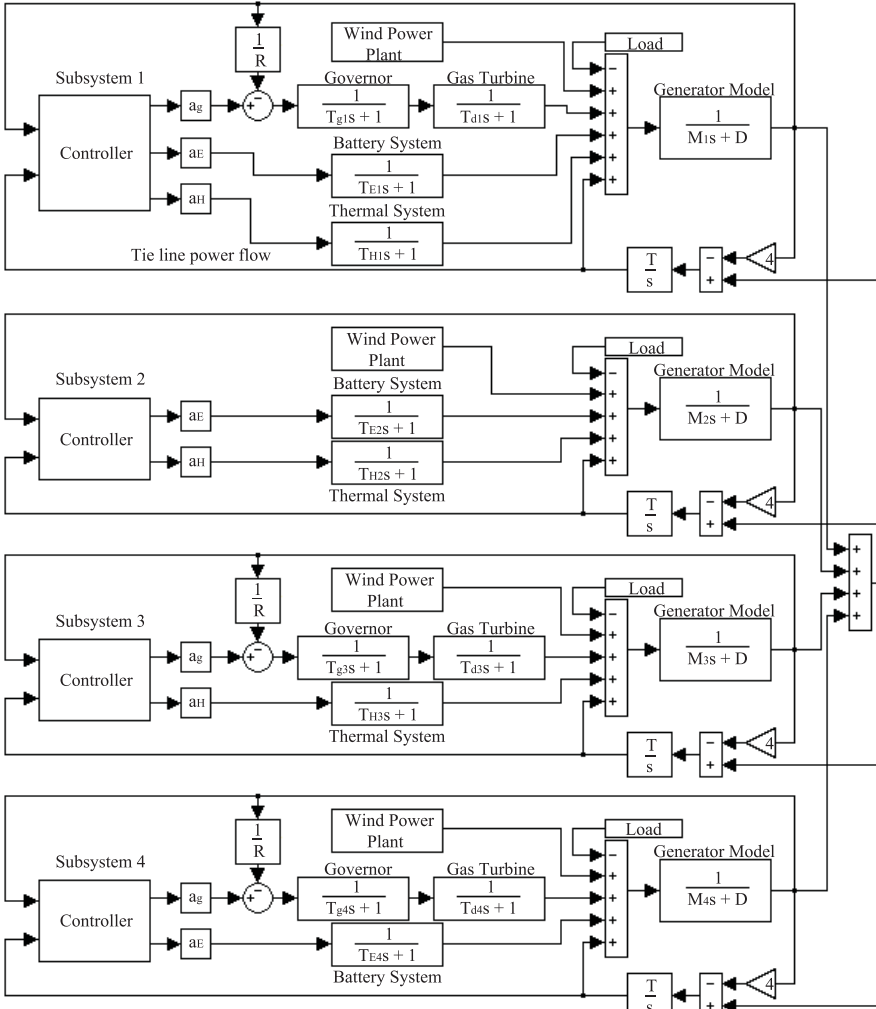 Wind Power
Plant
Load
1
R
Subsystem 1
Governor
Gas Turbine
Generator Model
ag
+
−
1
Tg1s + 1
1
Td1s + 1
−
+
+
+
+
+
1
M1s + D
Controller
Battery System
aE
1
TE1s + 1
Thermal System
aH
1
TH1s + 1
Tie line power flow
T
s
−
+
4
Wind Power
Plant
Load
Subsystem 2
Battery System
Generator Model
aE
1
TE2s + 1
−
+
+
+
+
1
M2s + D
Controller
aH
1
TH2s + 1
Thermal System
T
s
−
+
4
+
+
+
+
Wind Power
Plant
Load
1
R
Subsystem 3
Governor
Gas Turbine
Generator Model
ag
+
−
1
Tg3s + 1
1
Td3s + 1
−
+
+
+
+
1
M3s + D
Controller
aH
1
TH3s + 1
Thermal System
T
s
−
+
4
Wind Power
Plant
Load
1
R
Subsystem 4
Governor
Gas Turbine
Generator Model
ag
+
−
1
Tg4s + 1
1
Td4s + 1
−
+
+
+
+
1
M4s + D
Controller
aE
1
TE4s + 1
Battery System
T
s
−
+
4